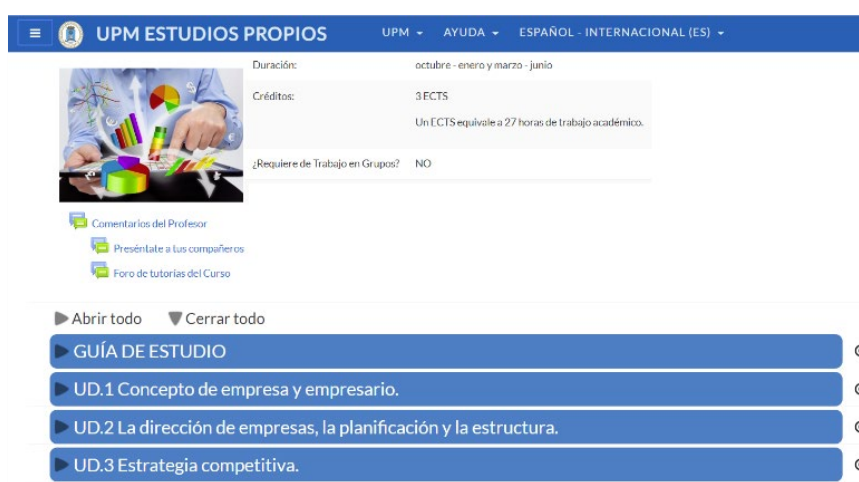 UPM ESTUDIOS PROPIOS UPM AYUDA ESPAÑOL - INTERNACIONAL (ES)
Duración: octubre - enero y marzo - junio
Créditos: 3 ECTS
Un ECTS equivale a 27 horas de trabajo académico.
¿Requiere de Trabajo en Grupos? NO
Comentarios del Profesor
Preséntate a tus compañeros
Foro de tutorías del Curso
Abrir todo Cerrar todo
GUÍA DE ESTUDIO
UD.1 Concepto de empresa y empresario.
UD.2 La dirección de empresas, la planificación y la estructura.
UD.3 Estrategia competitiva.